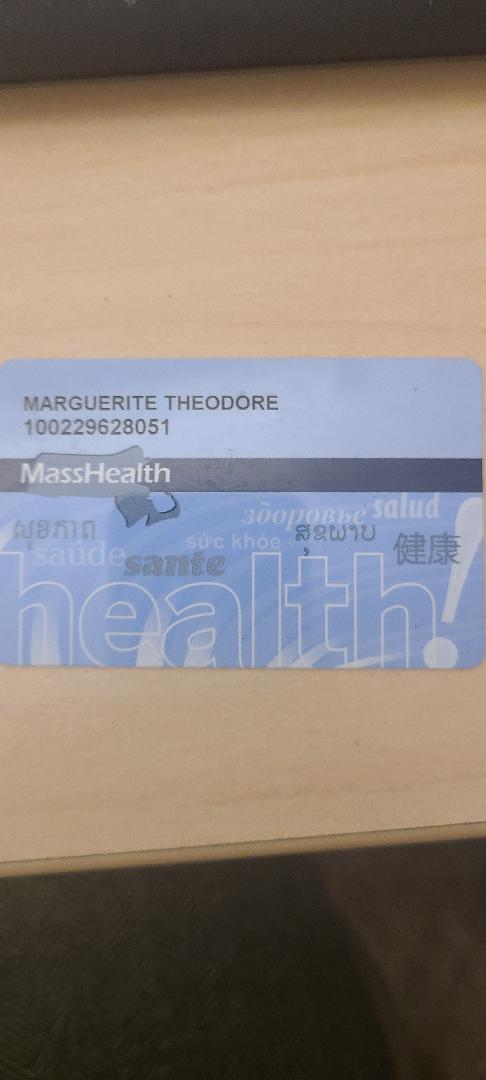 MARGUERITE THEODORE
100229628051
MassHealth
здоровье salud
សុខភាព sức khỏe ສຸຂພາບ 健康
saúde sante
health!